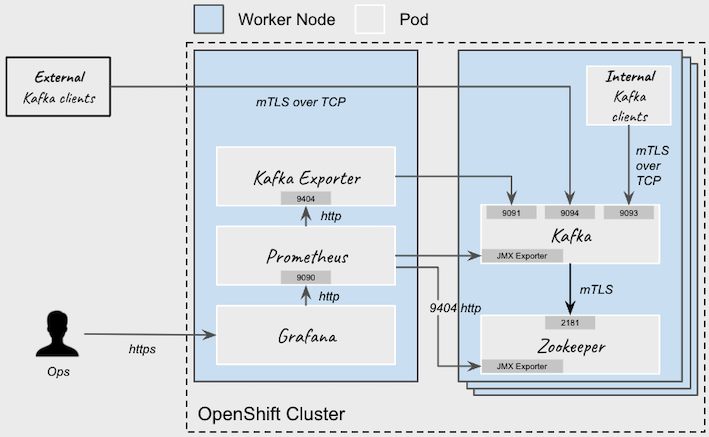 Worker Node
Pod
External
Kafka clients
mTLS over TCP
Internal
Kafka
clients
mTLS
over
TCP
Kafka Exporter
9404
http
Prometheus
9090
http
Grafana
9091
9094
9093
Kafka
JMX Exporter
mTLS
9404 http
2181
Zookeeper
JMX Exporter
https
Ops
OpenShift Cluster